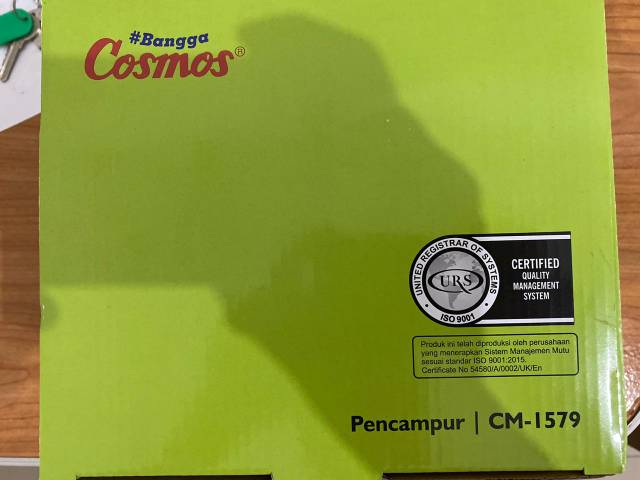 #Bangga
Cosmos®
UNITED REGISTRAR OF SYSTEMS
URS
ISO 9001
CERTIFIED
QUALITY
MANAGEMENT
SYSTEM
Produk ini telah diproduksi oleh perusahaan
yang menerapkan Sistem Manajemen Mutu
sesuai standar ISO 9001:2015.
Certificate No 54580/A/0002/UK/En
Pencampur | CM-1579